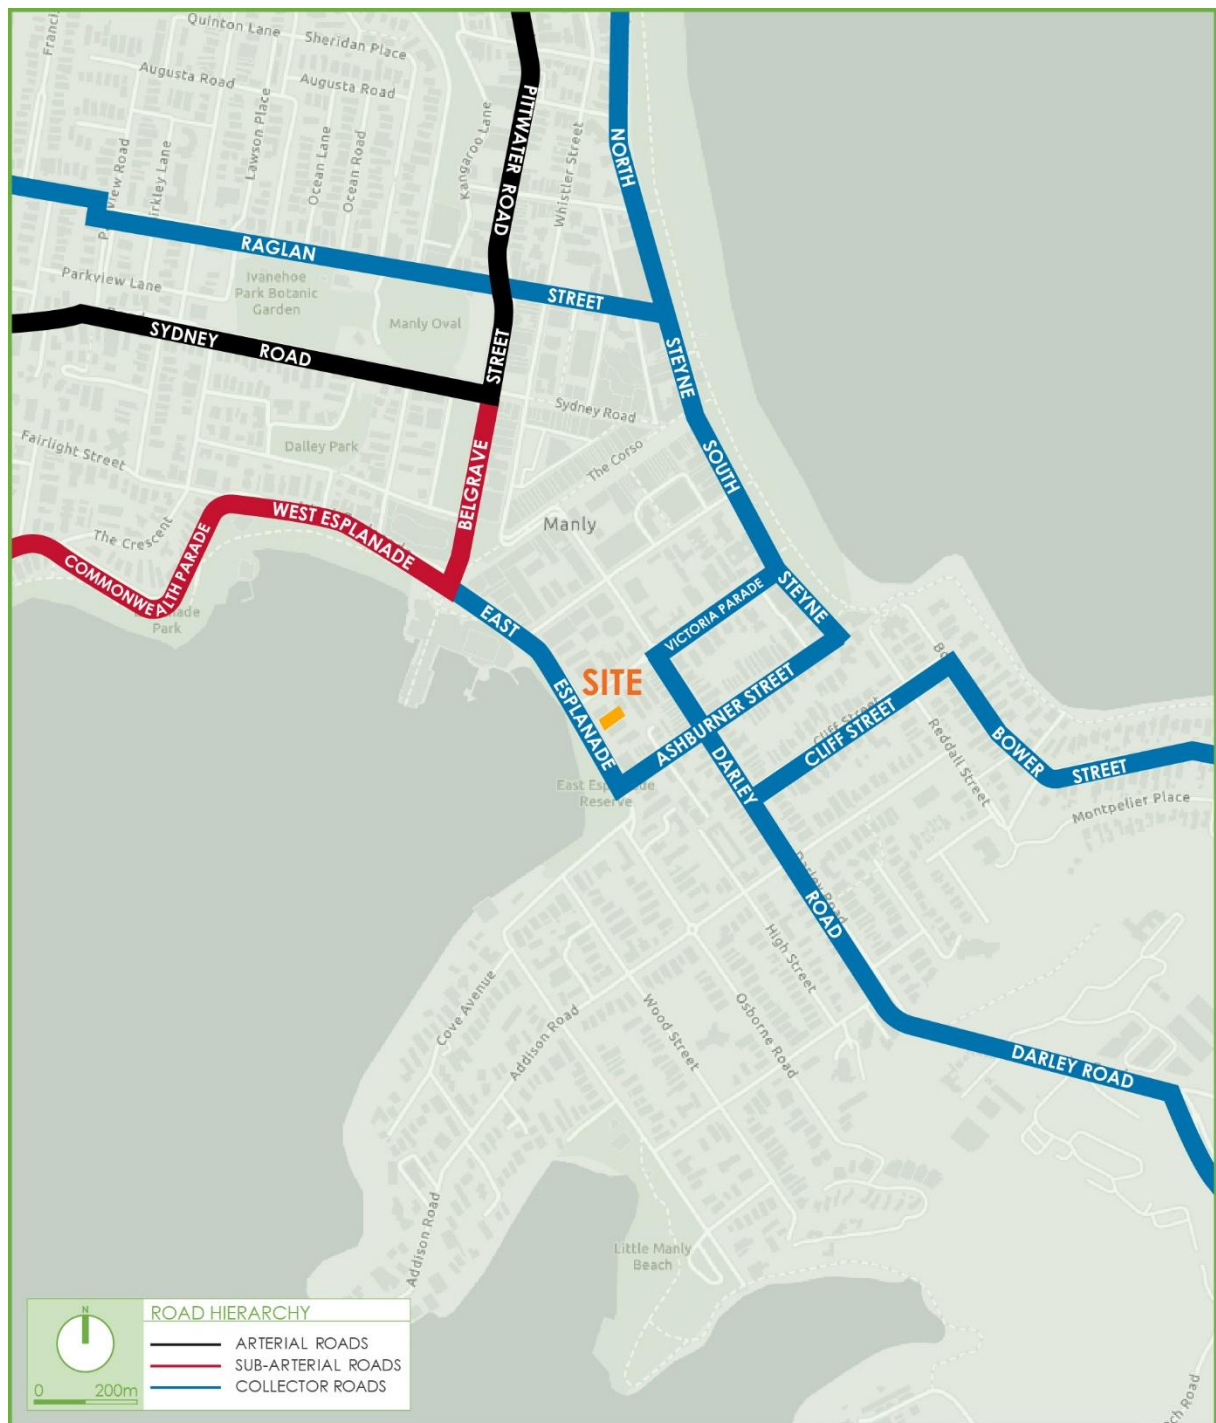 Quinton Lane
Sheridan Place
Augusta Road
Augusta Road
Lawson Place
Ocean Lane
Ocean Road
Kangaroo Lane
Whistler Street
PITTWATER ROAD
NORTH
RAGLAN
STREET
Parkview Lane
Ivanehoe
Park Botanic
Garden
Manly Oval
SYDNEY ROAD
STREET
STEYNE
Sydney Road
The Corso
Dalley Park
Fairlight Street
BELGRAVE
SOUTH
The Crescent
WEST ESPLANADE
COMMONWEALTH PARADE
Park
Manly
STEYNE
VICTORIA PARADE
EAST
ESPLANADE
SITE
ASHBURNER STREET
CLIFF STREET
Cliff Street
Reddall Street
BOWER
STREET
Montpelier Place
DARLEY
ROAD
Darley Road
East Esplanade
Reserve
High Street
Cove Avenue
Addison Road
Wood Street
Osborne Road
DARLEY ROAD
Addison Road
Little Manly
Beach
N
ROAD HIERARCHY
ARTERIAL ROADS
SUB-ARTERIAL ROADS
COLLECTOR ROADS
0 200m